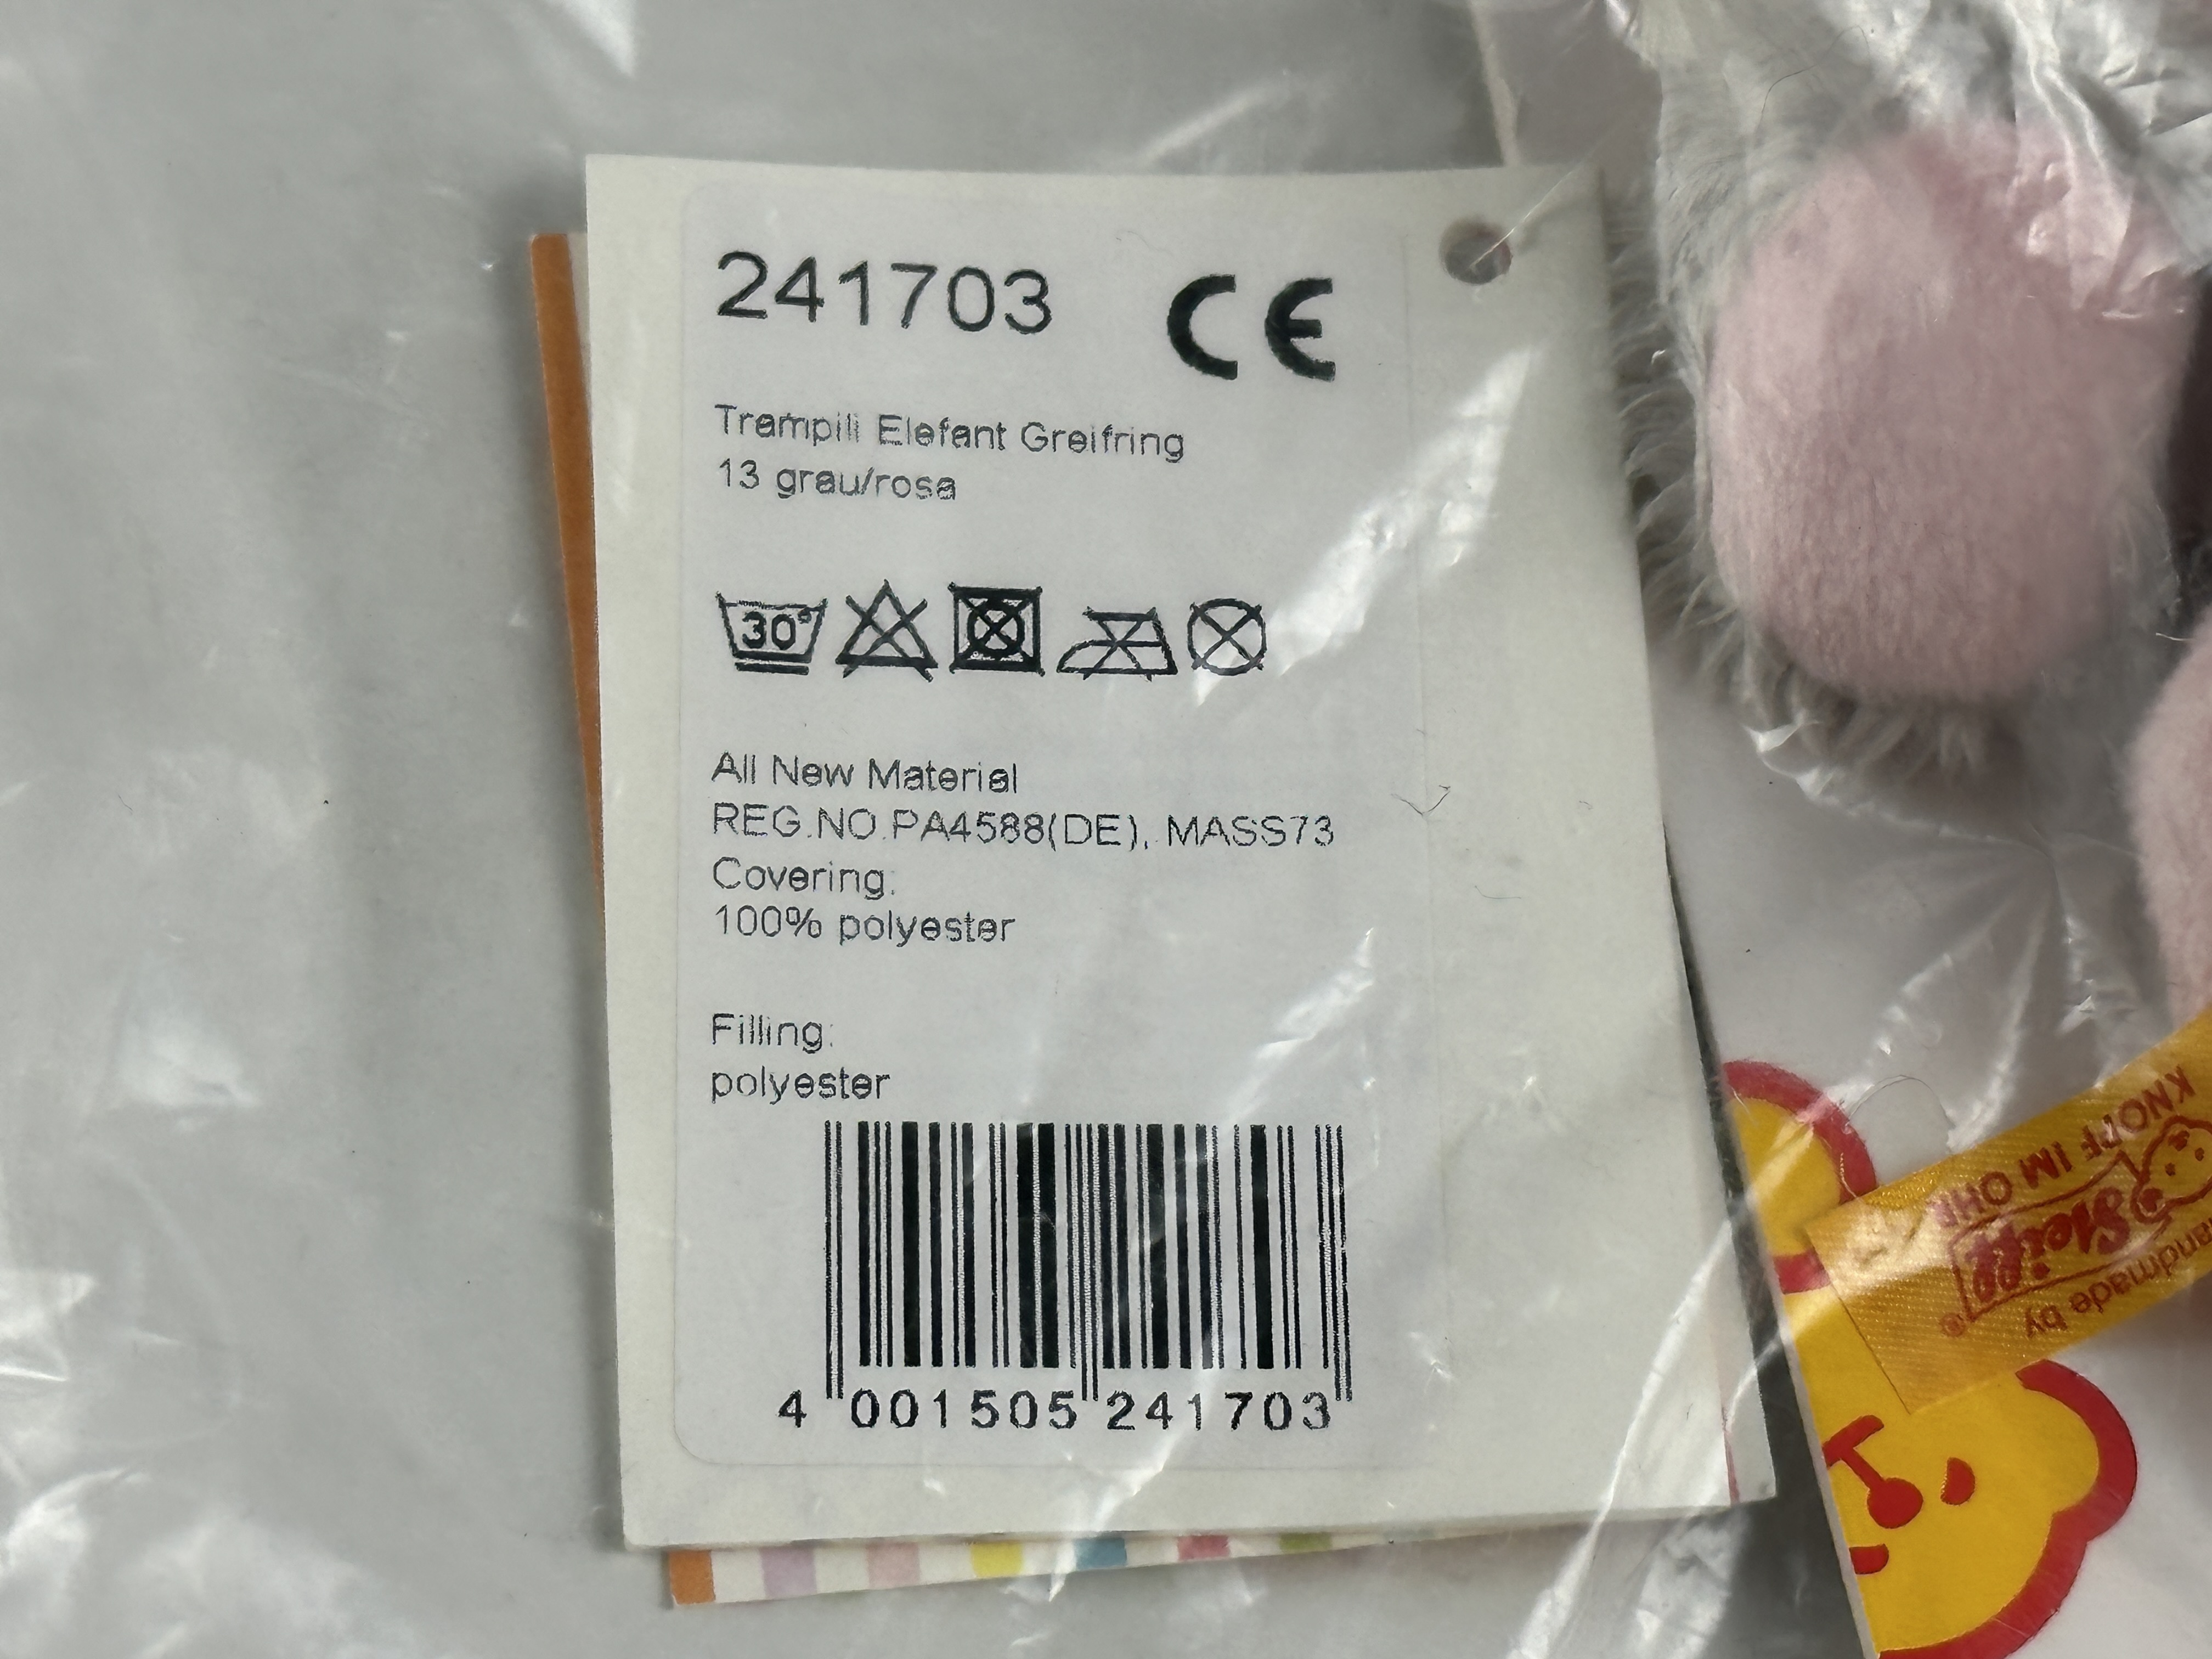 241703 CE
Trampili Elefant Greifring
13 grau/rosa
30°
All New Material
REG.NO.PA4588(DE), MASS73
Covering:
100% polyester
Filling:
polyester
4 001505 241703
KNOPF IM OHR
Steiff
®
by